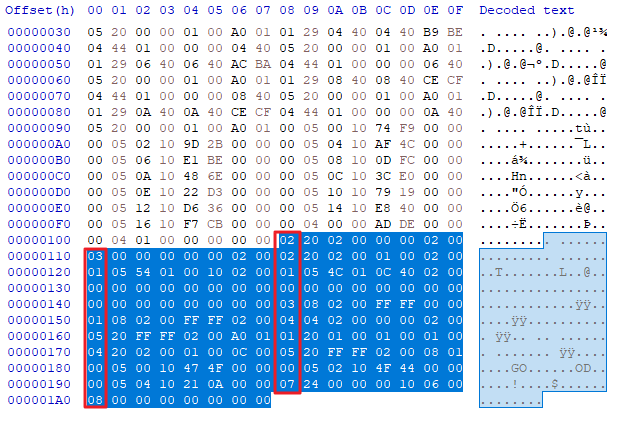 Offset(h) 00 01 02 03 04 05 06 07 08 09 0A 0B 0C 0D 0E 0F Decoded text
00000030 05 20 00 00 01 00 A0 01 01 29 04 40 04 40 B9 BE . .... ..).@.@¹¾
00000040 04 44 01 00 00 00 04 40 05 20 00 00 01 00 A0 01 .D.....@. .... .
00000050 01 29 06 40 06 40 AC BA 04 44 01 00 00 00 06 40 .).@.@¬º.D.....@
00000060 05 20 00 00 01 00 A0 01 01 29 08 40 08 40 CE CF . .... ..).@.@ÎÏ
00000070 04 44 01 00 00 00 08 40 05 20 00 00 01 00 A0 01 .D.....@. .... .
00000080 01 29 0A 40 0A 40 CE CF 04 44 01 00 00 00 0A 40 .).@.@ÎÏ.D.....@
00000090 05 20 00 00 01 00 A0 01 00 05 00 10 74 F9 00 00 . .... .....tù..
000000A0 00 05 02 10 9D 2B 00 00 00 05 04 10 AF 4C 00 00 .....+......¯L..
000000B0 00 05 06 10 E1 BE 00 00 00 05 08 10 0D FC 00 00 ....á¾.......ü..
000000C0 00 05 0A 10 48 6E 00 00 00 05 0C 10 3C E0 00 00 ....Hn......<à..
000000D0 00 05 0E 10 22 D3 00 00 00 05 10 10 79 19 00 00 ...."Ó......y...
000000E0 00 05 12 10 D6 36 00 00 00 05 14 10 E8 40 00 00 ....Ö6......è@..
000000F0 00 05 16 10 F7 CB 00 00 00 04 00 00 AD DE 00 00 ....÷Ë.......Þ..
00000100 00 04 01 00 00 00 00 00 02 20 02 00 00 00 02 00 ......... ......
00000110 03 00 00 00 00 00 02 00 02 20 02 00 01 00 02 00 ......... ......
00000120 01 05 54 01 00 10 02 00 01 05 4C 01 0C 40 02 00 ..T.......L..@..
00000130 00 00 00 00 00 00 00 00 00 00 00 00 00 00 00 00 ................
00000140 00 00 00 00 00 00 00 00 03 08 02 00 FF FF 00 00 ............ÿÿ..
00000150 01 08 02 00 FF FF 02 00 04 04 02 00 00 00 02 00 ....ÿÿ..........
00000160 05 20 FF FF 02 00 A0 01 01 20 01 00 01 00 01 00 . ÿÿ.. .. ......
00000170 04 20 02 00 01 00 0C 00 05 20 FF FF 02 00 08 01 . ....... ÿÿ....
00000180 00 05 00 10 47 4F 00 00 00 05 02 10 4F 44 00 00 ....GO......OD..
00000190 00 05 04 10 21 0A 00 00 07 24 00 00 00 10 06 00 ....!....$......
000001A0 08 00 00 00 00 00 00 00 ........